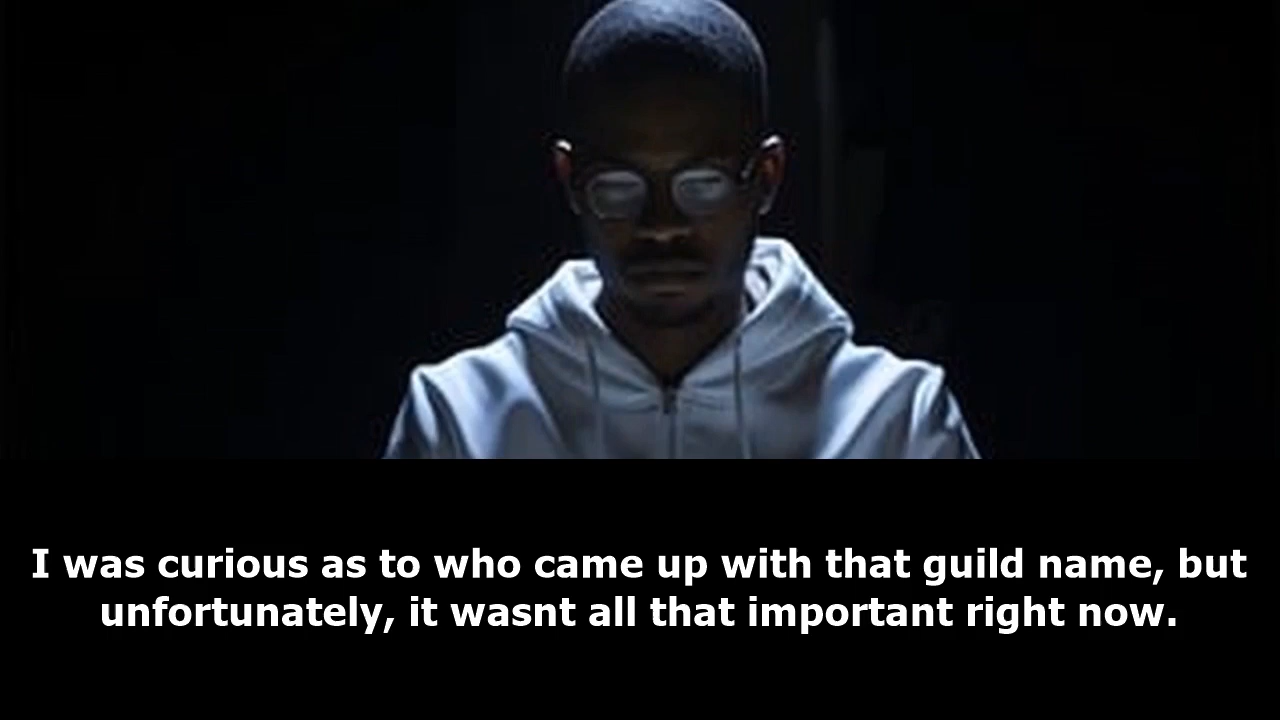 I was curious as to who came up with that guild name, but
unfortunately, it wasnt all that important right now.